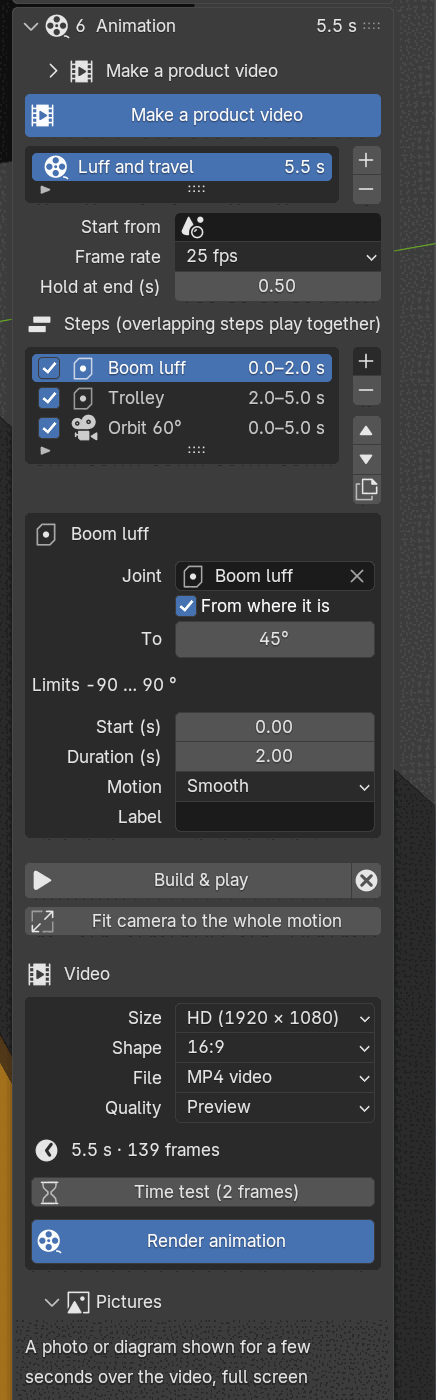 6 Animation 5.5 s
Make a product video
Make a product video
Luff and travel 5.5 s
Start from
Frame rate 25 fps
Hold at end (s) 0.50
Steps (overlapping steps play together)
Boom luff 0.0–2.0 s
Trolley 2.0–5.0 s
Orbit 60° 0.0–5.0 s
Boom luff
Joint Boom luff
From where it is
To 45°
Limits -90 ... 90 °
Start (s) 0.00
Duration (s) 2.00
Motion Smooth
Label
Build & play
Fit camera to the whole motion
Video
Size HD (1920 × 1080)
Shape 16:9
File MP4 video
Quality Preview
5.5 s · 139 frames
Time test (2 frames)
Render animation
Pictures
A photo or diagram shown for a few
seconds over the video, full screen